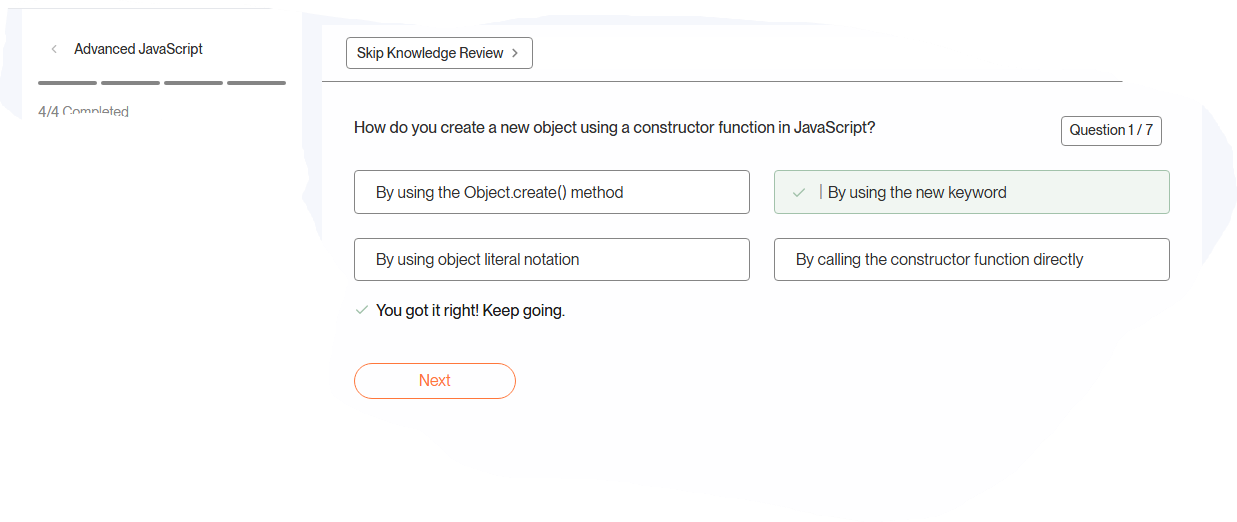 Advanced JavaScript
4/4 Completed
Skip Knowledge Review
How do you create a new object using a constructor function in JavaScript?
Question 1 / 7
By using the Object.create() method
By using the new keyword
By using object literal notation
By calling the constructor function directly
You got it right! Keep going.
Next